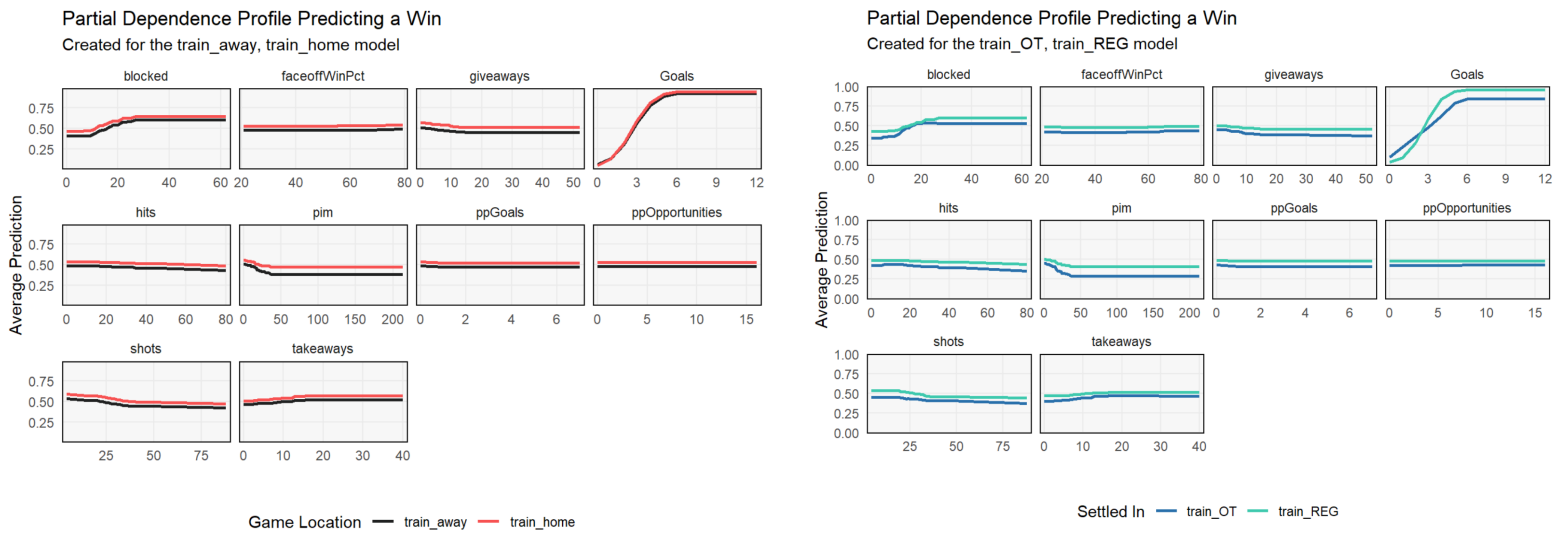 Partial Dependence Profile Predicting a Win
Created for the train_away, train_home model
blocked faceoffWinPct giveaways Goals
0.75
0.50
0.25
0 20 40 60 20 40 60 80 0 10 20 30 40 50 0 3 6 9 12
hits pim ppGoals ppOpportunities
0.75
0.50
0.25
0 20 40 60 80 0 50 100 150 200 0 2 4 6 0 5 10 15
shots takeaways
0.75
0.50
0.25
25 50 75 0 10 20 30 40
Average Prediction
Game Location train_away train_home
Partial Dependence Profile Predicting a Win
Created for the train_OT, train_REG model
blocked faceoffWinPct giveaways Goals
1.00
0.75
0.50
0.25
0.00
0 20 40 60 20 40 60 80 0 10 20 30 40 50 0 3 6 9 12
hits pim ppGoals ppOpportunities
1.00
0.75
0.50
0.25
0.00
0 20 40 60 80 0 50 100 150 200 0 2 4 6 0 5 10 15
shots takeaways
1.00
0.75
0.50
0.25
0.00
25 50 75 0 10 20 30 40
Average Prediction
Settled In train_OT train_REG